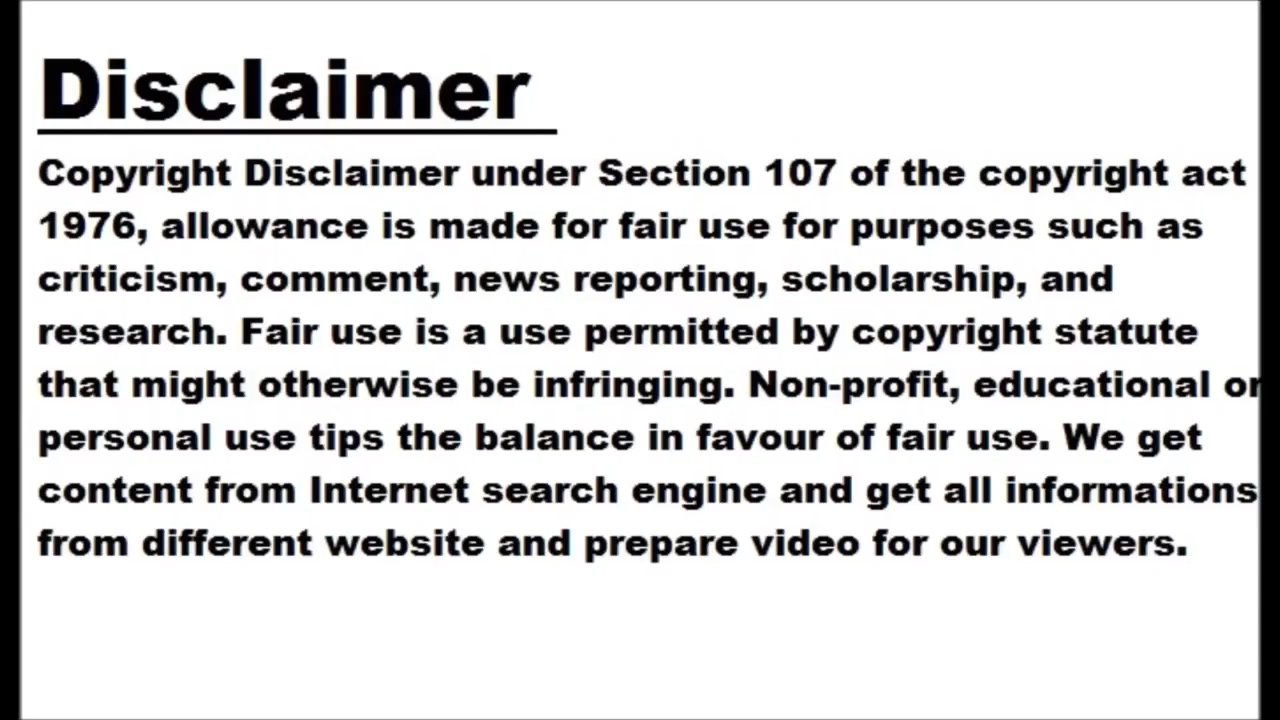 Disclaimer
Copyright Disclaimer under Section 107 of the copyright act
1976, allowance is made for fair use for purposes such as
criticism, comment, news reporting, scholarship, and
research. Fair use is a use permitted by copyright statute
that might otherwise be infringing. Non-profit, educational or
personal use tips the balance in favour of fair use. We get
content from Internet search engine and get all informations
from different website and prepare video for our viewers.